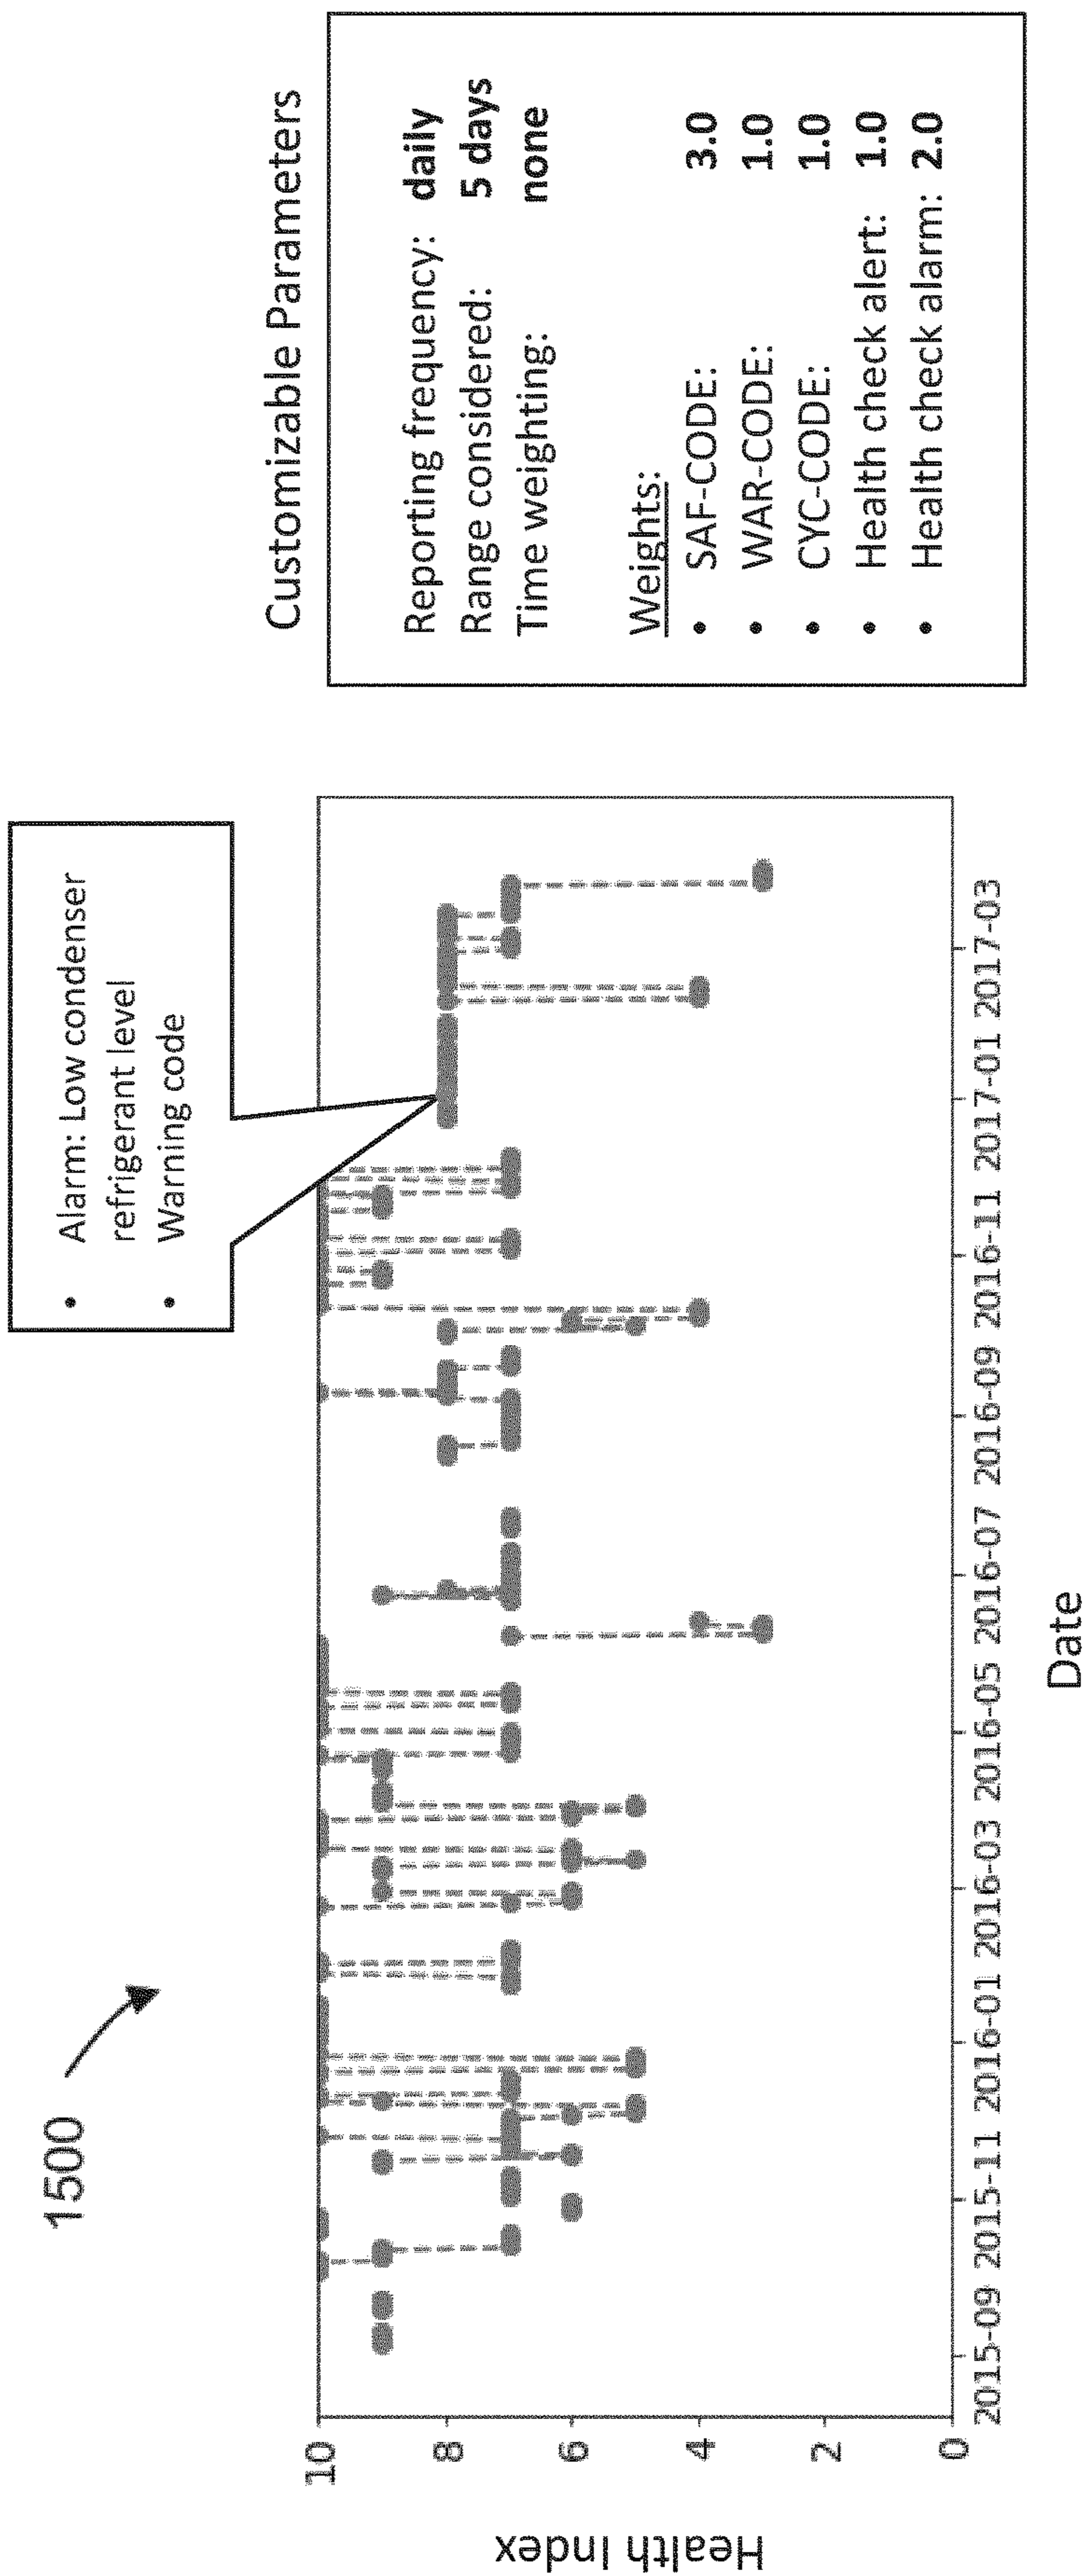 1500
Alarm: Low condenser
refrigerant level
Warning code
Health Index
10
8
6
4
2
0
2015-09
2015-11
2016-01
2016-03
2016-05
2016-07
2016-09
2016-11
2017-01
2017-03
Date
Customizable Parameters
Reporting frequency: daily
Range considered: 5 days
Time weighting: none
Weights:
• SAF-CODE: 3.0
• WAR-CODE: 1.0
• CYC-CODE: 1.0
• Health check alert: 1.0
• Health check alarm: 2.0